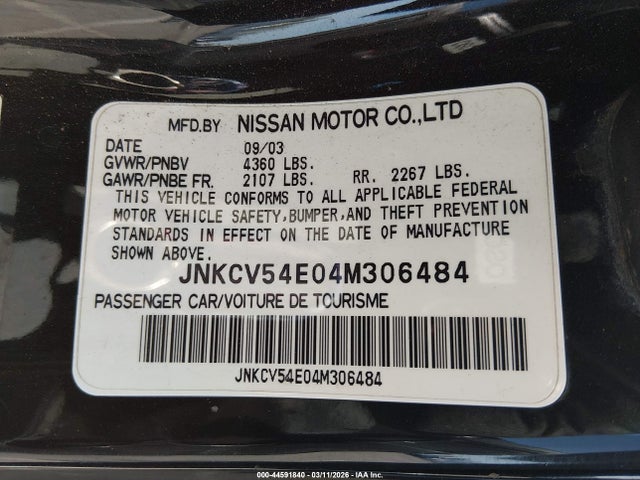 MFD.BY NISSAN MOTOR CO.,LTD
DATE 09/03
GVWR/PNBV 4360 LBS.
GAWR/PNBE FR. 2107 LBS. RR. 2267 LBS.
THIS VEHICLE CONFORMS TO ALL APPLICABLE FEDERAL
MOTOR VEHICLE SAFETY,BUMPER,AND THEFT PREVENTION
STANDARDS IN EFFECT ON THE DATE OF MANUFACTURE
SHOWN ABOVE.
JNKCV54E04M306484
PASSENGER CAR/VOITURE DE TOURISME
JNKCV54E04M306484
000-44591840 - 03/11/2026 - IAA Inc.